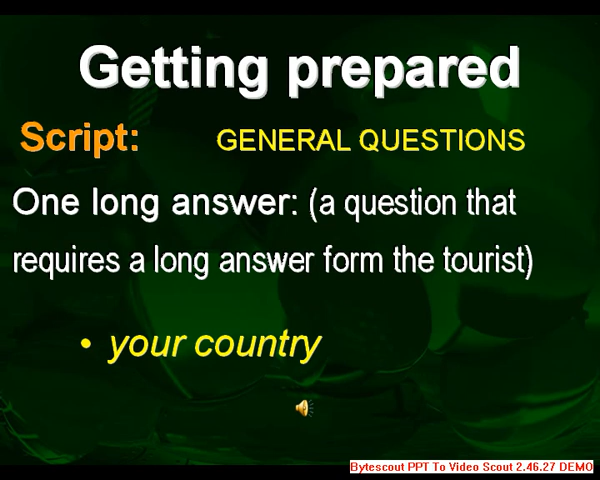 Getting prepared
Script: GENERAL QUESTIONS
One long answer: (a question that
requires a long answer form the tourist)
• your country
Bytescout PPT To Video Scout 2.46.27 DEMO